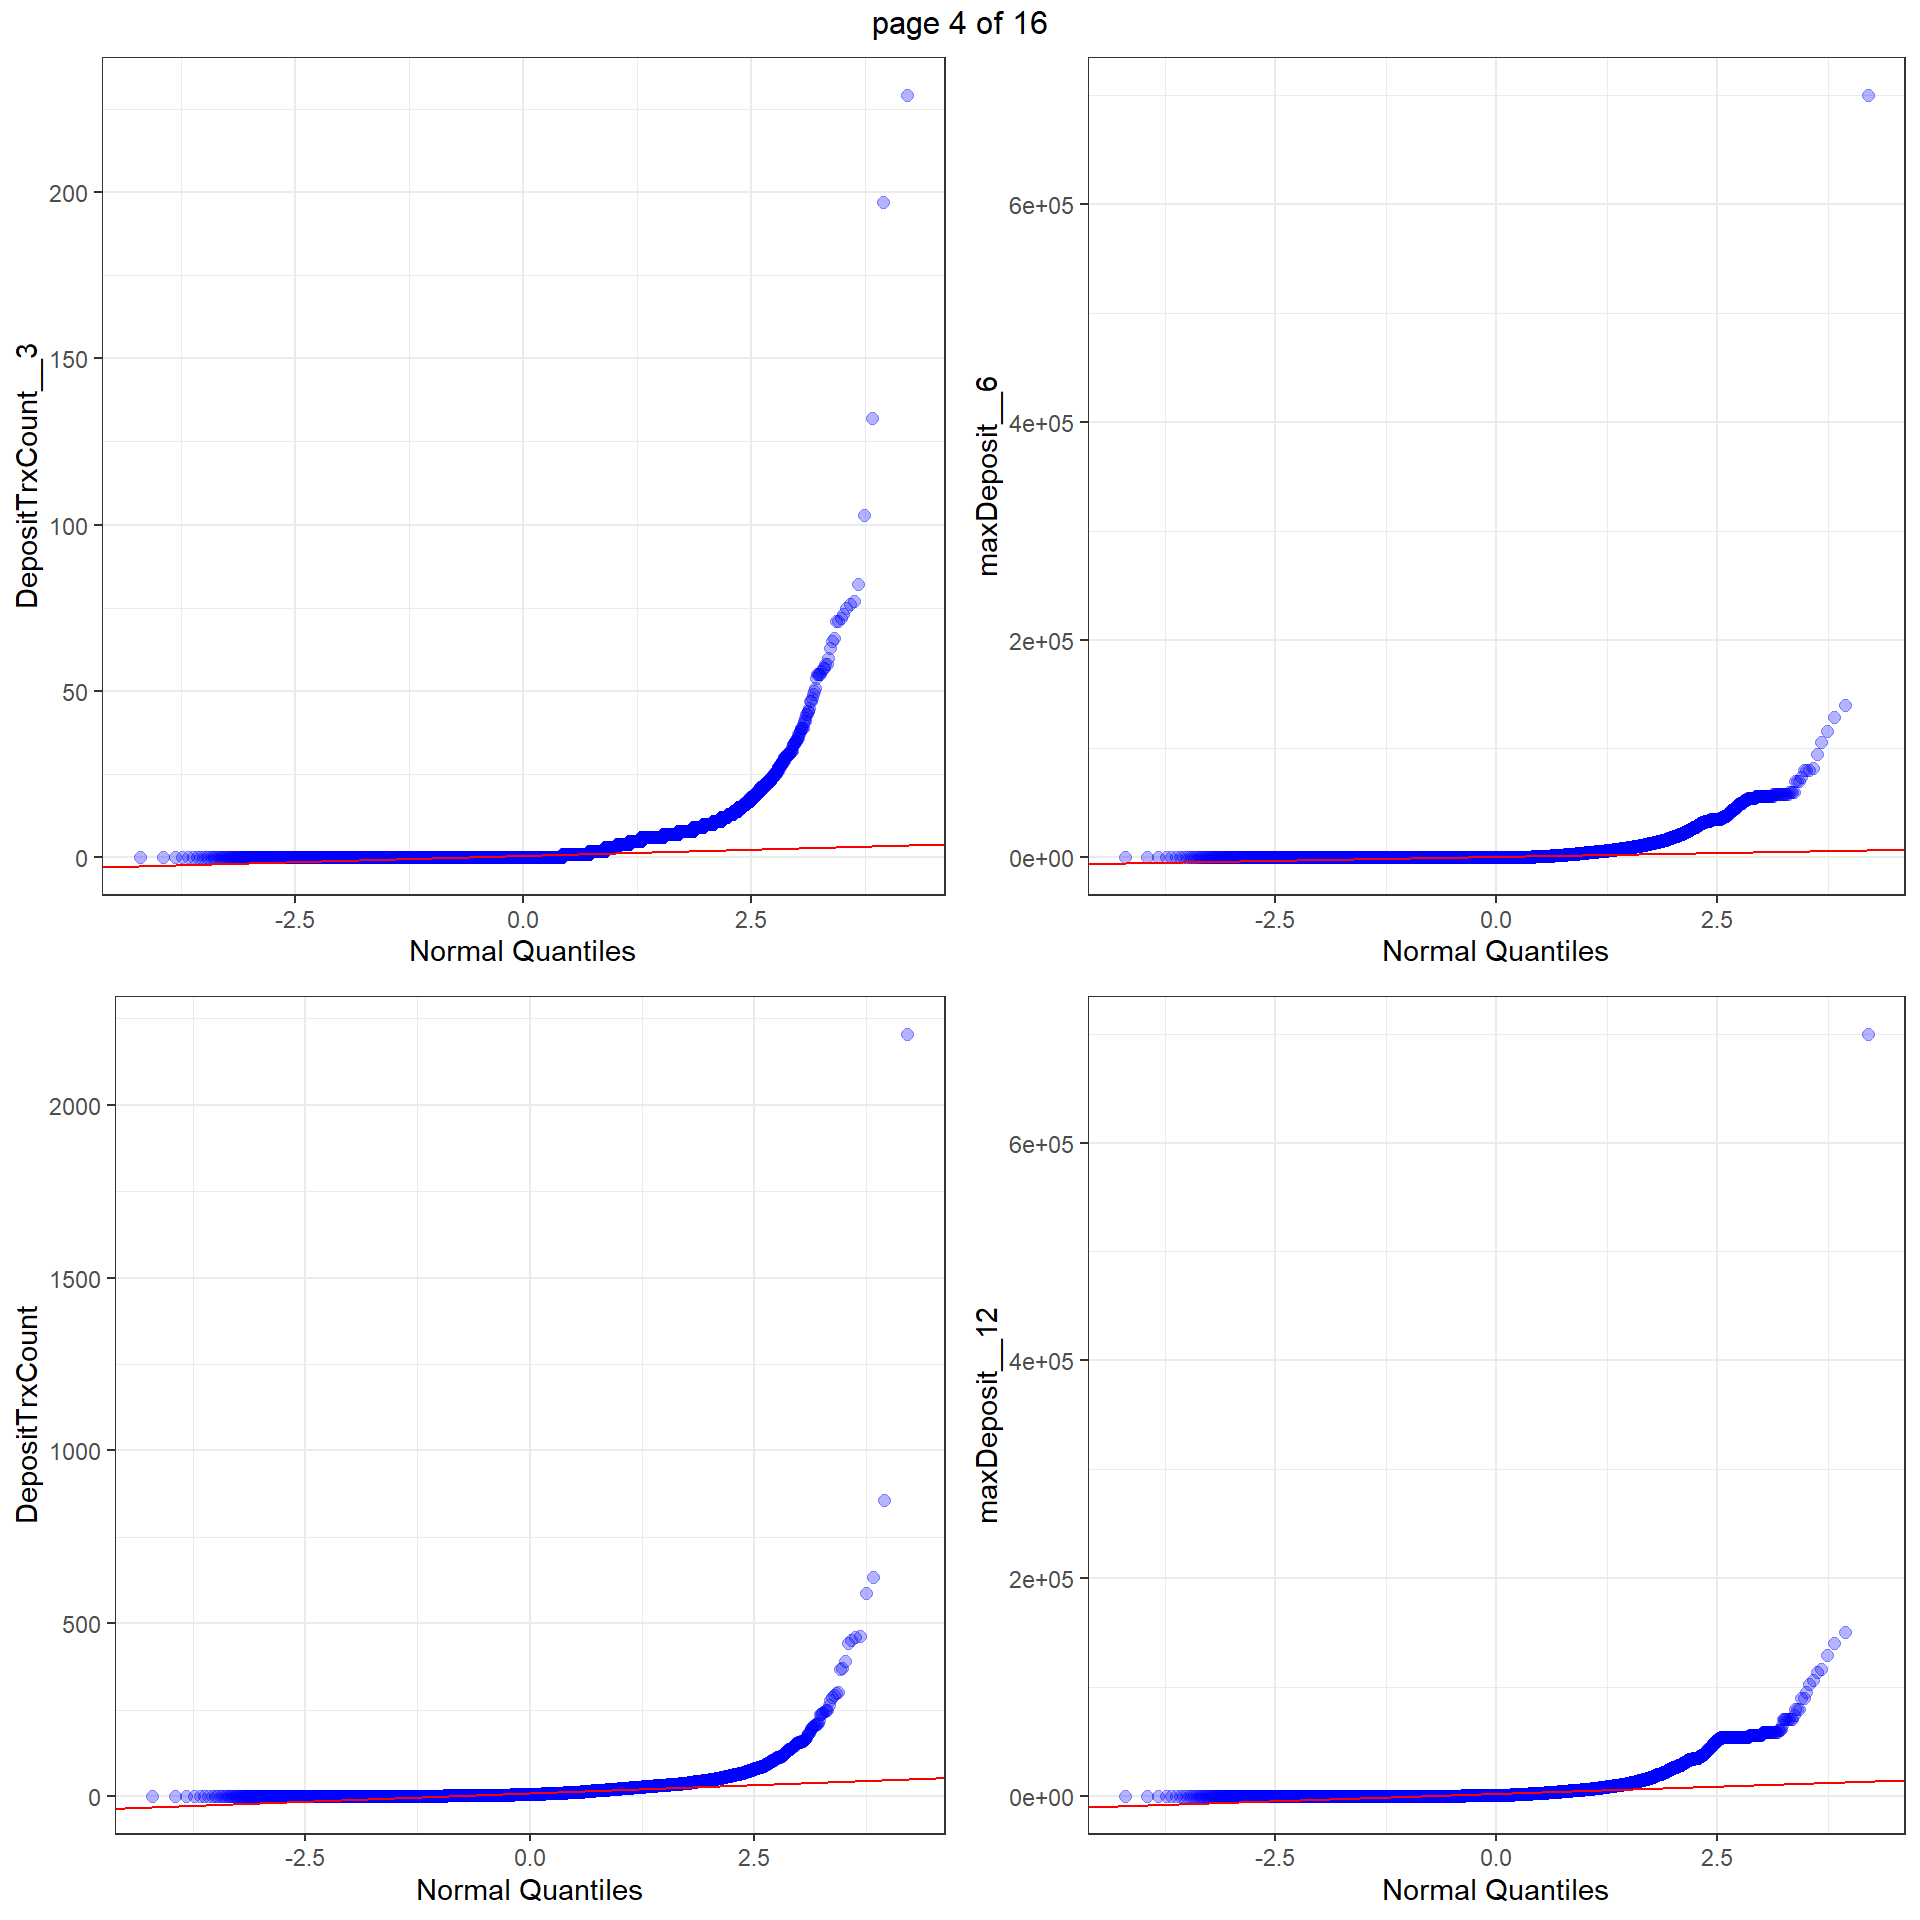 page 4 of 16
DepositTrxCount__3
200
150
100
50
0
-2.5 0.0 2.5
Normal Quantiles
maxDeposit__6
6e+05
4e+05
2e+05
0e+00
-2.5 0.0 2.5
Normal Quantiles
DepositTrxCount
2000
1500
1000
500
0
-2.5 0.0 2.5
Normal Quantiles
maxDeposit__12
6e+05
4e+05
2e+05
0e+00
-2.5 0.0 2.5
Normal Quantiles